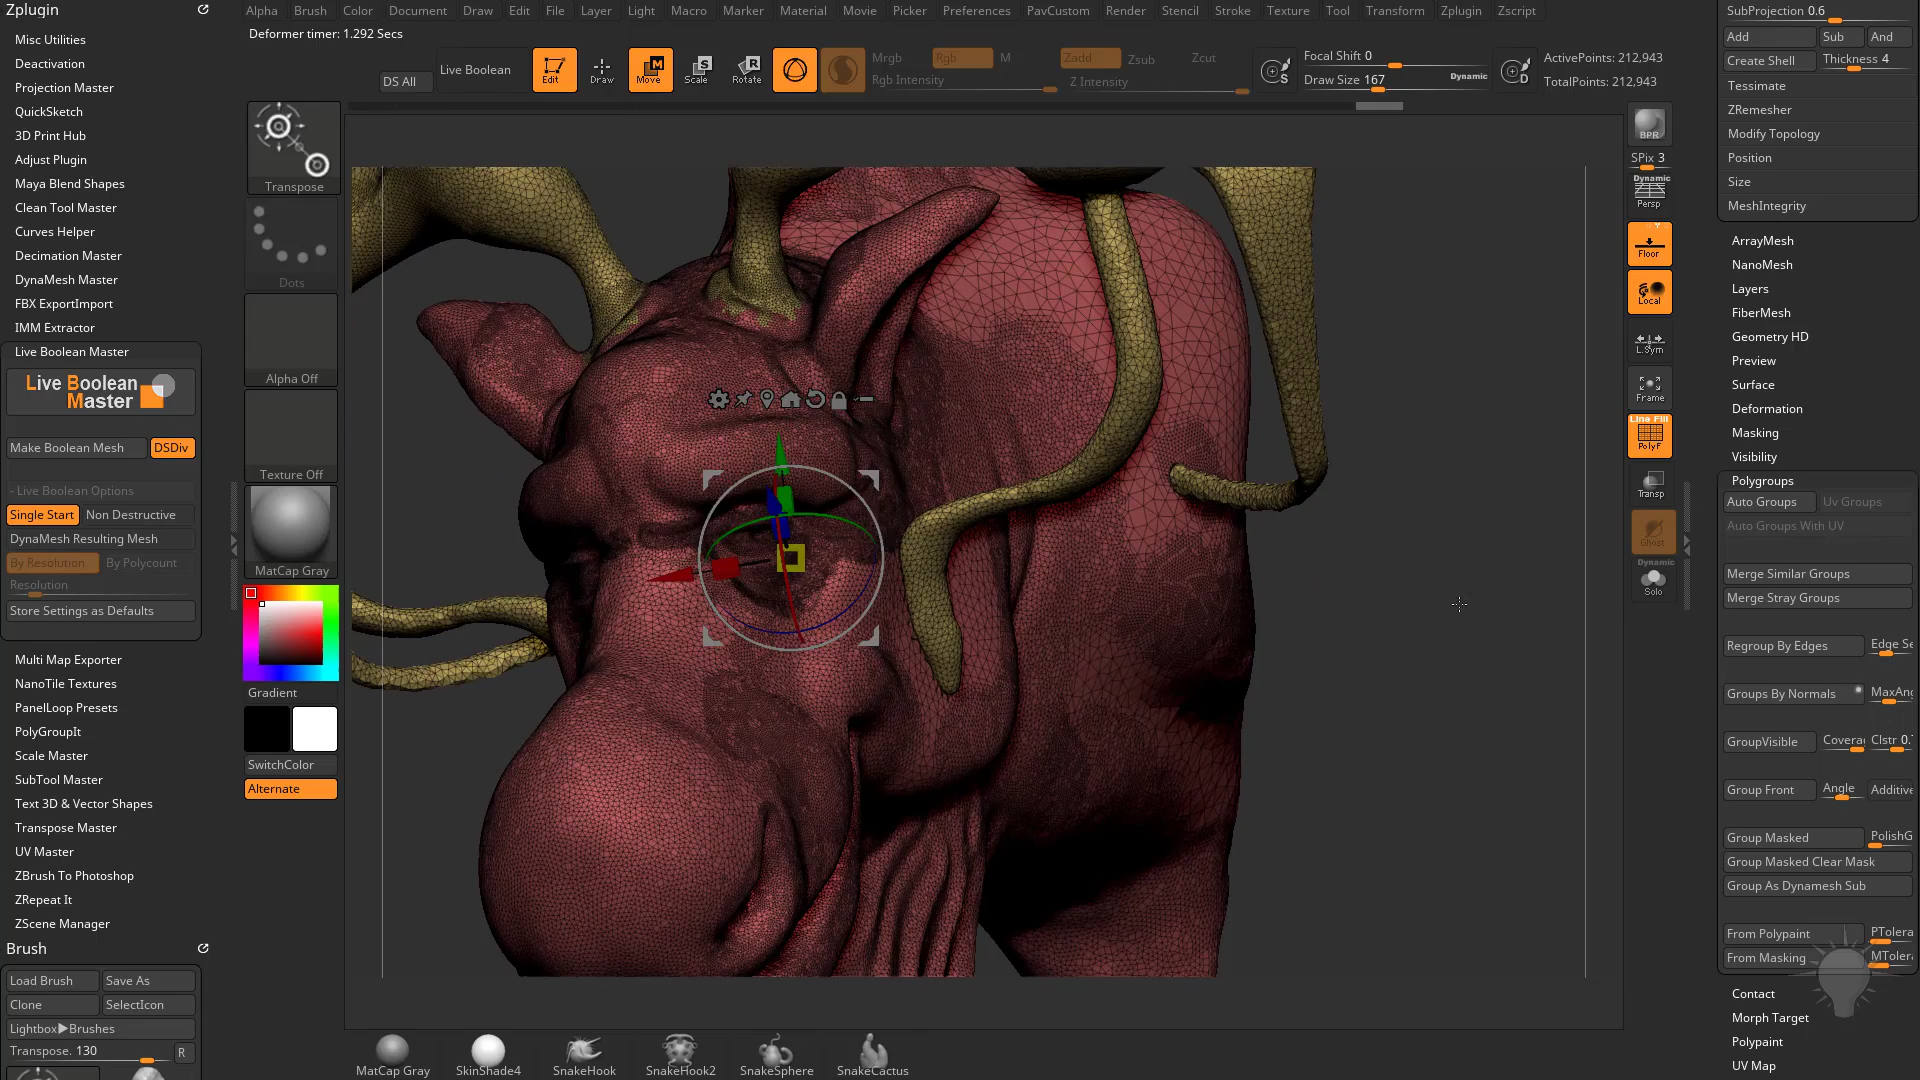 Zplugin
Alpha Brush Color Document Draw Edit File Layer Light Macro Marker Material Movie Picker Preferences PavCustom Render Stencil Stroke Texture Tool Transform Zplugin Zscript
Deformer timer: 1.292 Secs
DS All
Live Boolean
Edit
Draw
Move
Scale
Rotate
Mrgb
Rgb
M
Rgb Intensity
Zadd
Zsub
Zcut
Z Intensity
Focal Shift 0
Draw Size 167
Dynamic
ActivePoints: 212,943
TotalPoints: 212,943
Misc Utilities
Deactivation
Projection Master
QuickSketch
3D Print Hub
Adjust Plugin
Maya Blend Shapes
Clean Tool Master
Curves Helper
Decimation Master
DynaMesh Master
FBX ExportImport
IMM Extractor
Live Boolean Master
Live Boolean
Master
Make Boolean Mesh
DSDiv
- Live Boolean Options
Single Start
Non Destructive
DynaMesh Resulting Mesh
By Resolution
By Polycount
Resolution
Store Settings as Defaults
Multi Map Exporter
NanoTile Textures
PanelLoop Presets
PolyGroupIt
Scale Master
SubTool Master
Text 3D & Vector Shapes
Transpose Master
UV Master
ZBrush To Photoshop
ZRepeat It
ZScene Manager
Brush
Load Brush
Save As
Clone
SelectIcon
Lightbox▶Brushes
Transpose. 130
R
Transpose
Dots
Alpha Off
Texture Off
MatCap Gray
Gradient
SwitchColor
Alternate
MatCap Gray
SkinShade4
SnakeHook
SnakeHook2
SnakeSphere
SnakeCactus
BPR
SPix 3
Dynamic
Persp
Floor
Local
L.Sym
Frame
Line Fill
PolyF
Transp
Ghost
Dynamic
Solo
SubProjection 0.6
Add
Sub
And
Create Shell
Thickness 4
Tessimate
ZRemesher
Modify Topology
Position
Size
MeshIntegrity
ArrayMesh
NanoMesh
Layers
FiberMesh
Geometry HD
Preview
Surface
Deformation
Masking
Visibility
Polygroups
Auto Groups
Uv Groups
Auto Groups With UV
Merge Similar Groups
Merge Stray Groups
Regroup By Edges
Edge Se
Groups By Normals
MaxAng
GroupVisible
Covera
Clstr 0.
Group Front
Angle
Additive
Group Masked
PolishG
Group Masked Clear Mask
Group As Dynamesh Sub
From Polypaint
PTolera
From Masking
MTolera
Contact
Morph Target
Polypaint
UV Map